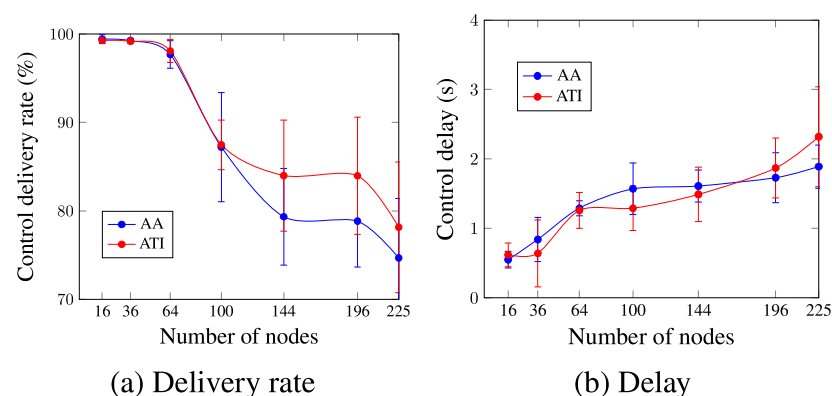 100
90
80
70
Control delivery rate (%)
AA
ATI
16 36 64 100 144 196 225
Number of nodes
(a) Delivery rate
4
3
2
1
0
Control delay (s)
AA
ATI
16 36 64 100 144 196 225
Number of nodes
(b) Delay